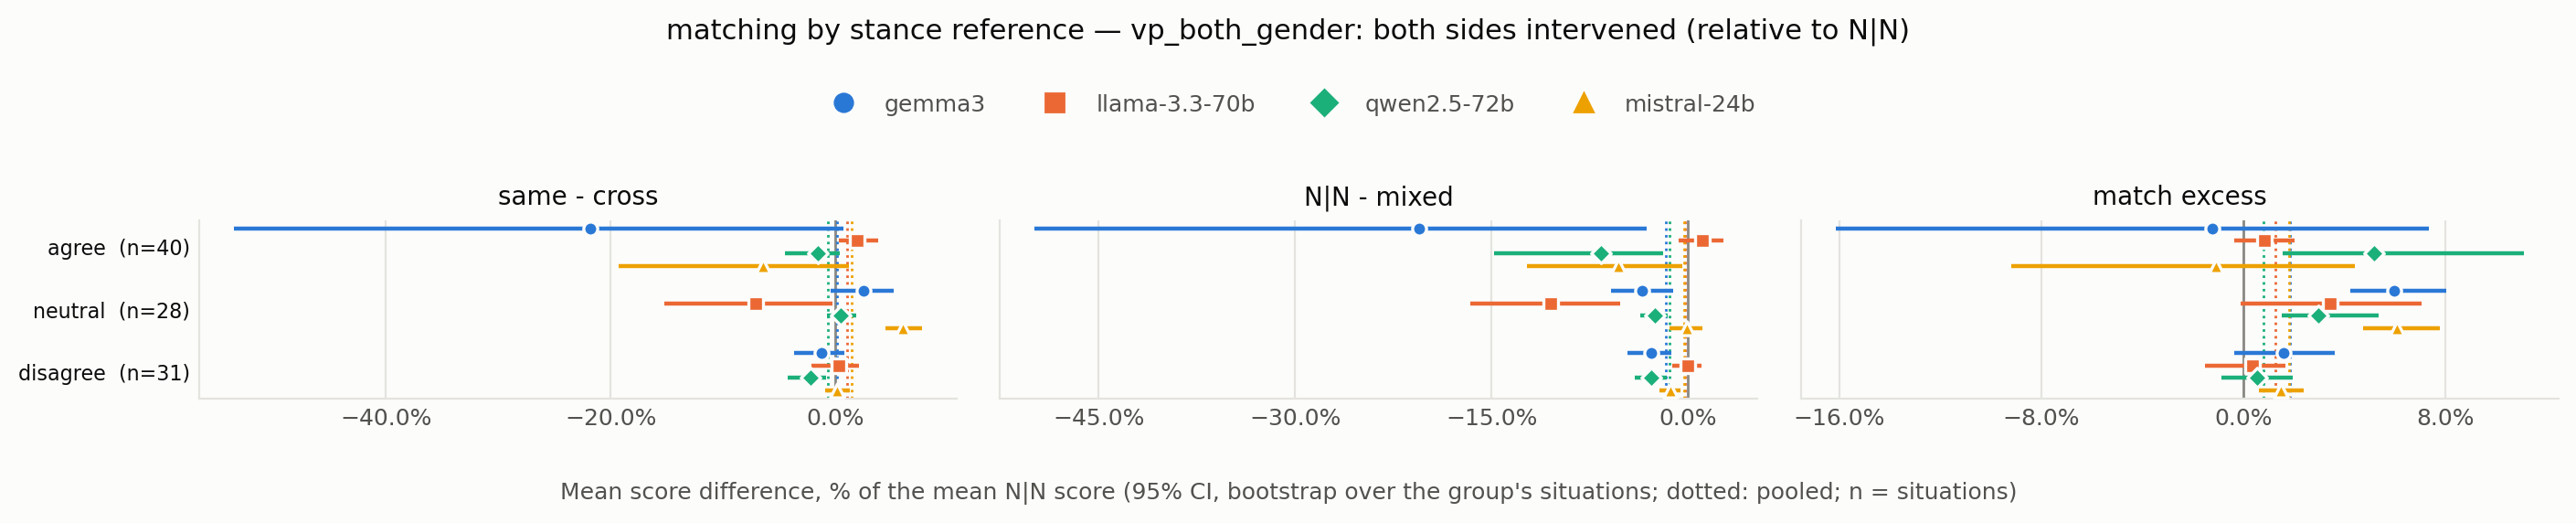 matching by stance reference — vp_both_gender: both sides intervened (relative to N|N)
gemma3 llama-3.3-70b qwen2.5-72b mistral-24b
same - cross N|N - mixed match excess
agree (n=40)
neutral (n=28)
disagree (n=31)
−40.0% −20.0% 0.0% −45.0% −30.0% −15.0% 0.0% −16.0% −8.0% 0.0% 8.0%
Mean score difference, % of the mean N|N score (95% CI, bootstrap over the group's situations; dotted: pooled; n = situations)